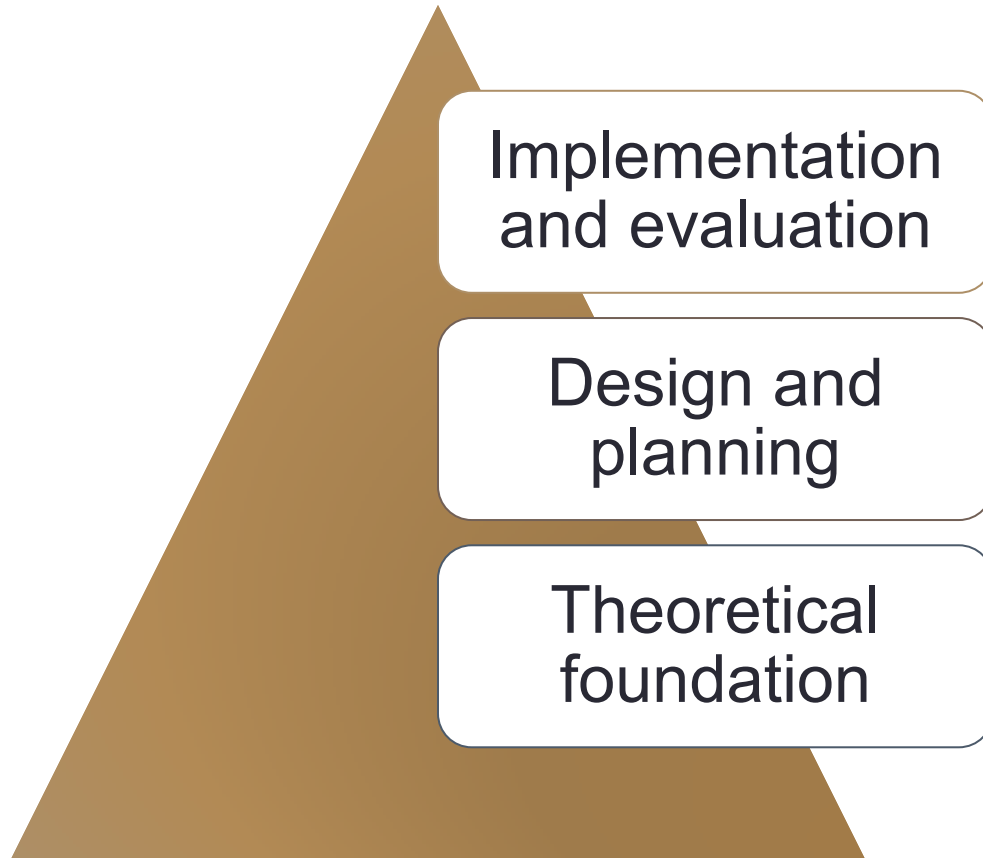 Implementation
and evaluation
Design and
planning
Theoretical
foundation